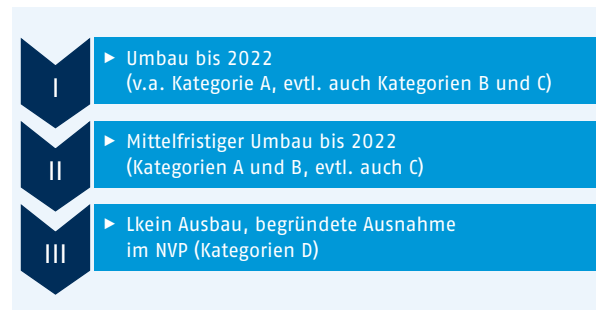 I
▶ Umbau bis 2022
(v.a. Kategorie A, evtl. auch Kategorien B und C)
II
▶ Mittelfristiger Umbau bis 2022
(Kategorien A und B, evtl. auch C)
III
▶ Lkein Ausbau, begründete Ausnahme
im NVP (Kategorien D)